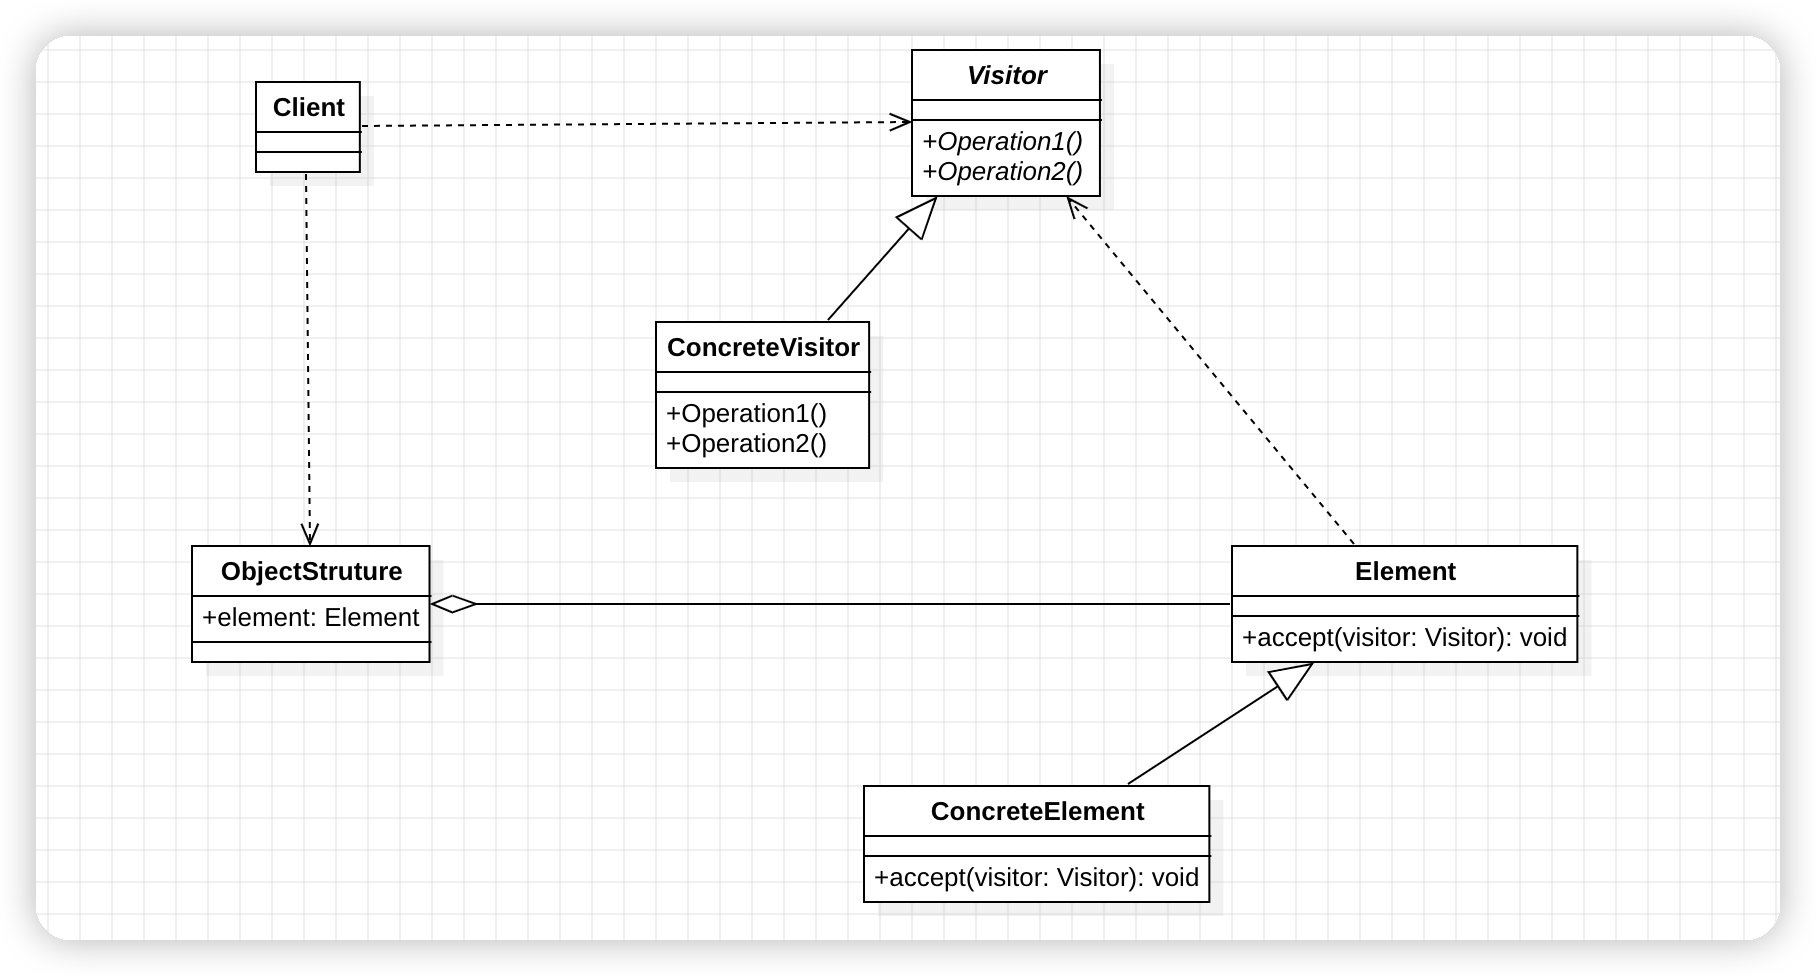 Visitor
+Operation1()
+Operation2()
Client
ConcreteVisitor
+Operation1()
+Operation2()
ObjectStruture
+element: Element
Element
+accept(visitor: Visitor): void
ConcreteElement
+accept(visitor: Visitor): void